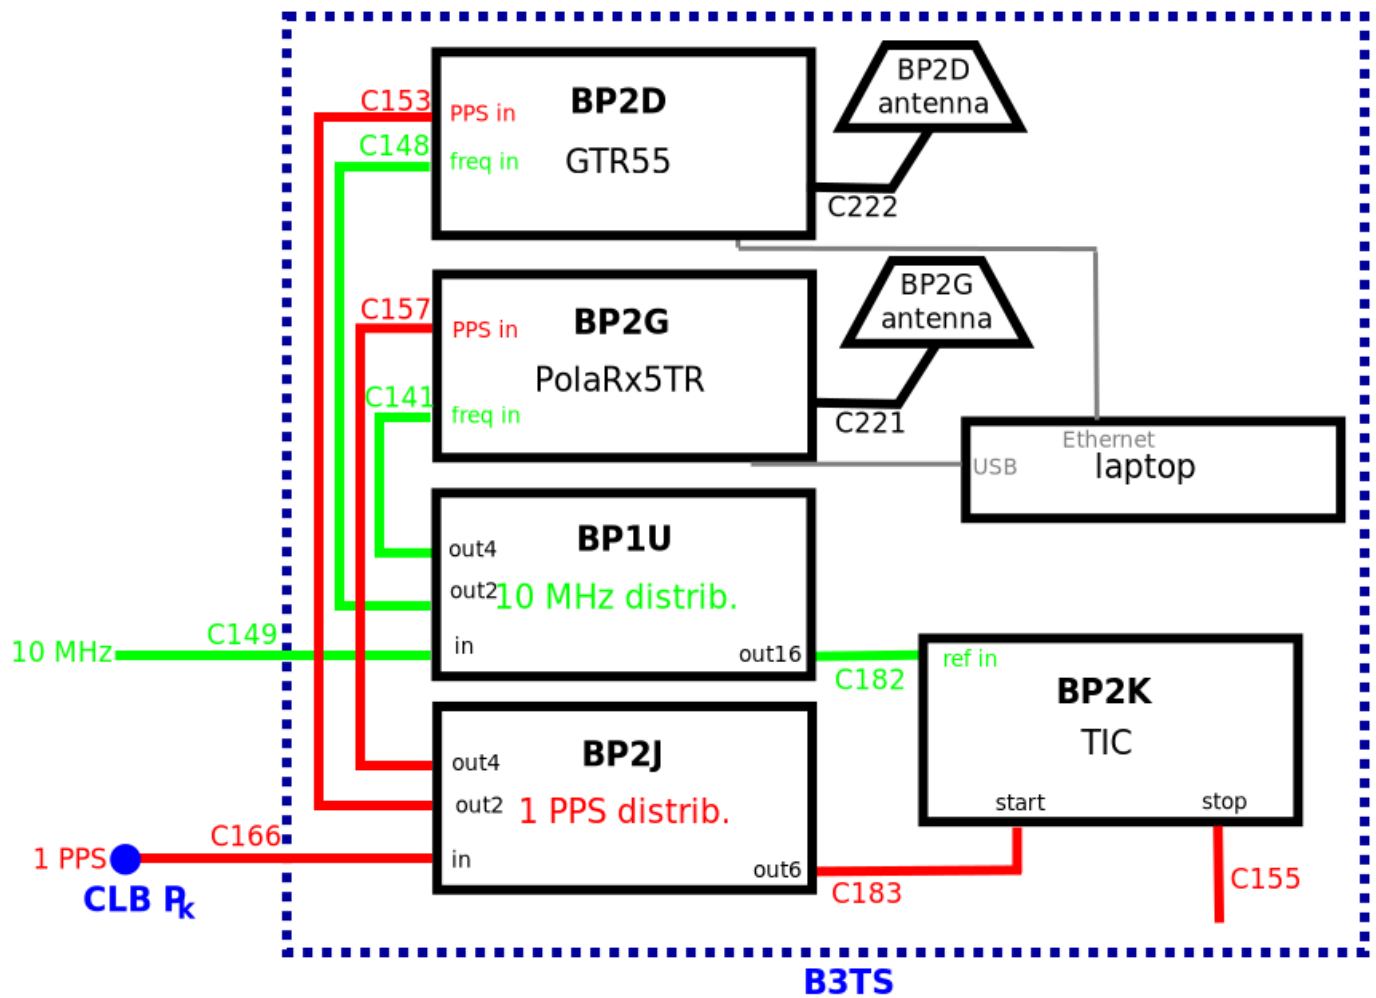 C153
PPS in
BP2D
C148
freq in
GTR55
BP2D
antenna
C222
C157
PPS in
BP2G
PolaRx5TR
C141
freq in
BP2G
antenna
C221
Ethernet
USB
laptop
out4
BP1U
out2
10 MHz distrib.
10 MHz
C149
in
out16
C182
ref in
BP2K
TIC
start
stop
out4
BP2J
out2
1 PPS distrib.
1 PPS
C166
in
out6
C183
C155
CLB Pk
B3TS